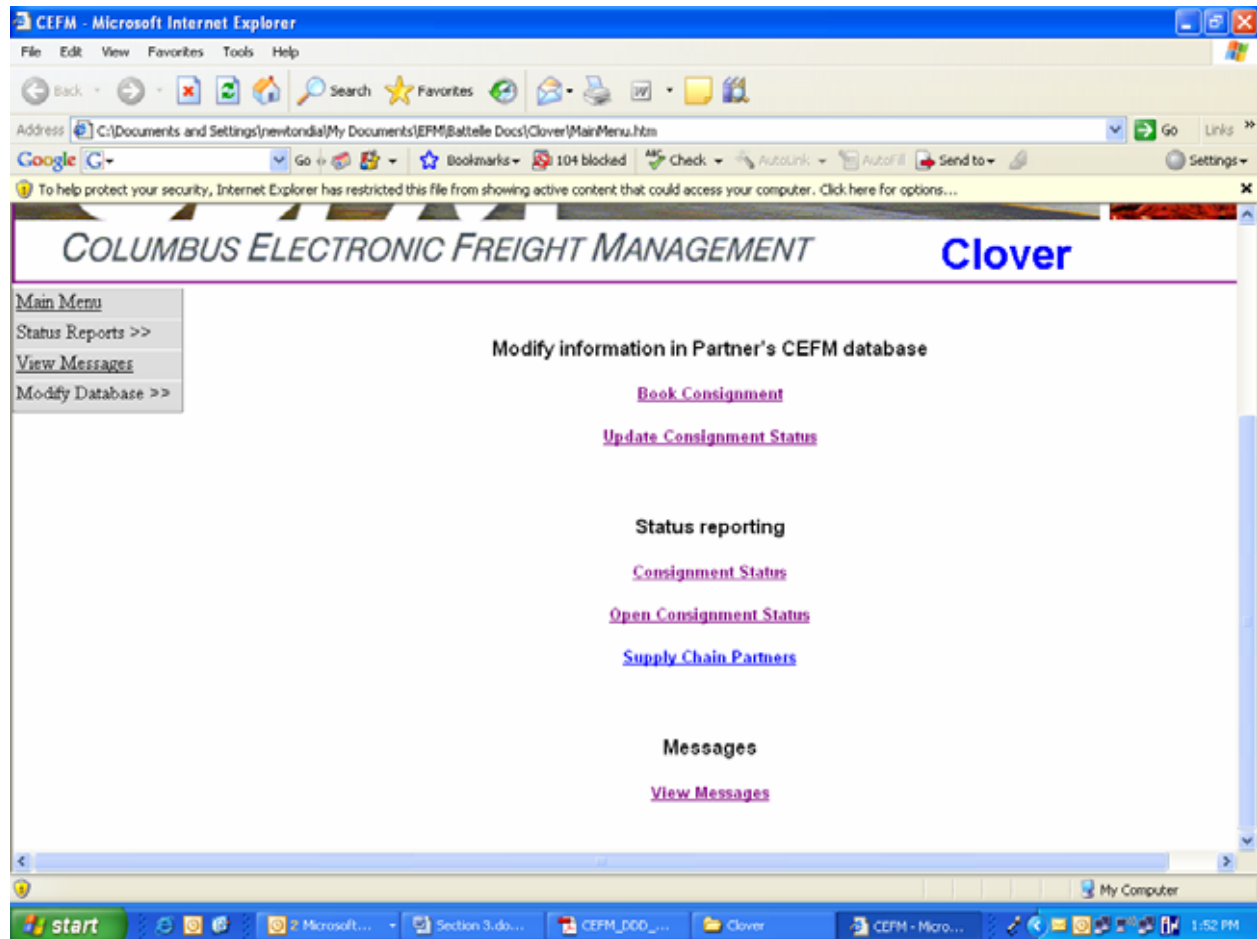 CEFM - Microsoft Internet Explorer
File Edit View Favorites Tools Help
Back Search Favorites
Address C:\Documents and Settings\newtondia\My Documents\EFM\Battelle Docs\Clover\MainMenu.htm Go Links »
Google G Go Bookmarks 104 blocked Check AutoLink AutoFill Send to Settings
To help protect your security, Internet Explorer has restricted this file from showing active content that could access your computer. Click here for options...
COLUMBUS ELECTRONIC FREIGHT MANAGEMENT Clover
Main Menu
Status Reports >>
View Messages
Modify Database >>
Modify information in Partner's CEFM database
Book Consignment
Update Consignment Status
Status reporting
Consignment Status
Open Consignment Status
Supply Chain Partners
Messages
View Messages
My Computer
start 2 Microsoft... Section 3.do... CEFM_DDD_... Clover CEFM - Micro... 1:52 PM